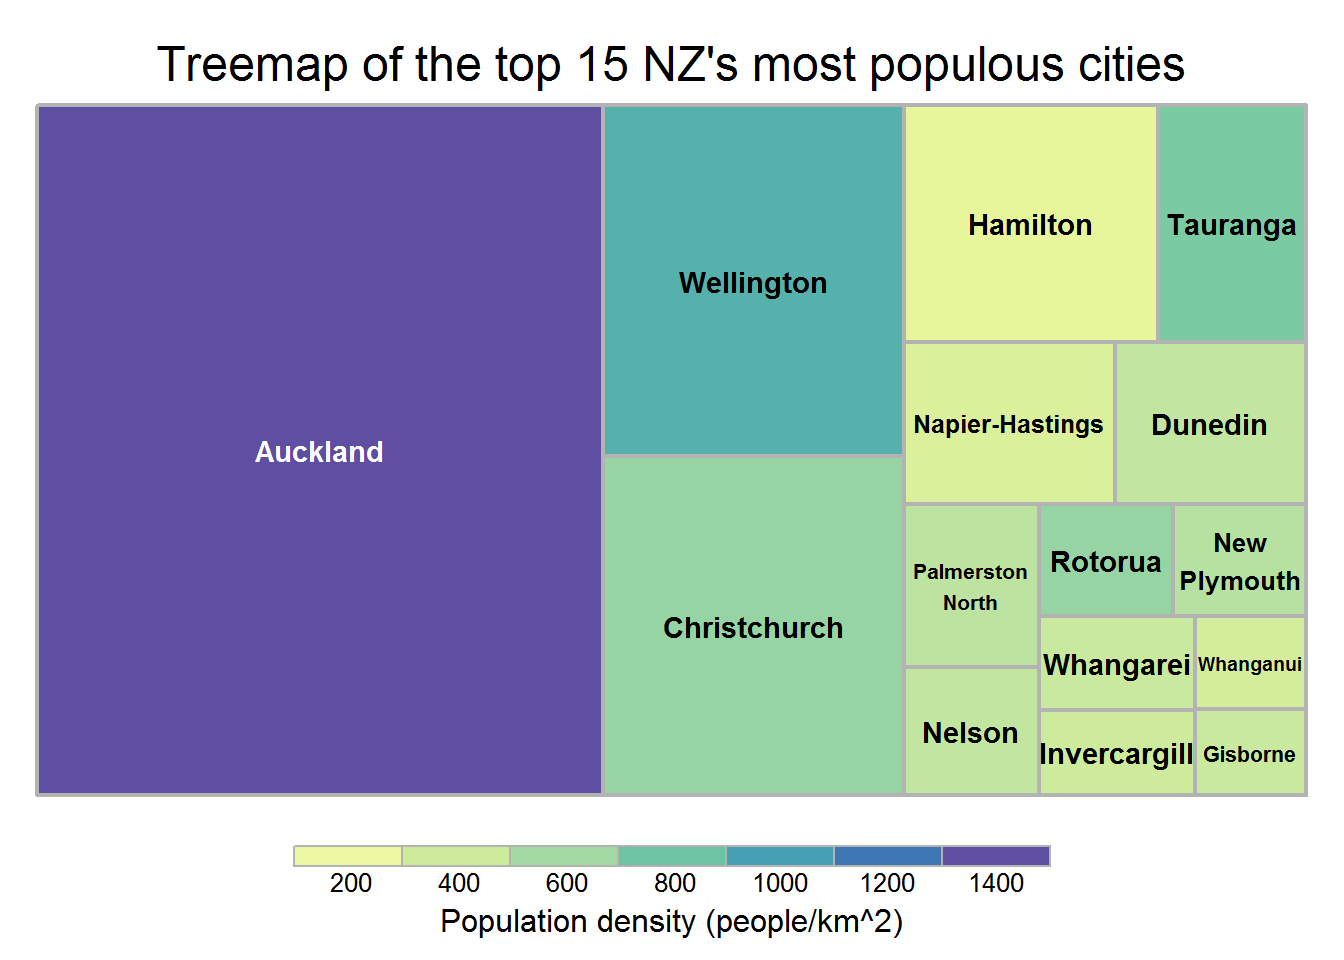 Treemap of the top 15 NZ's most populous cities
Auckland
Wellington
Christchurch
Hamilton
Tauranga
Napier-Hastings
Dunedin
Palmerston
North
Rotorua
New
Plymouth
Nelson
Whangarei
Whanganui
Invercargill
Gisborne
200 400 600 800 1000 1200 1400
Population density (people/km^2)